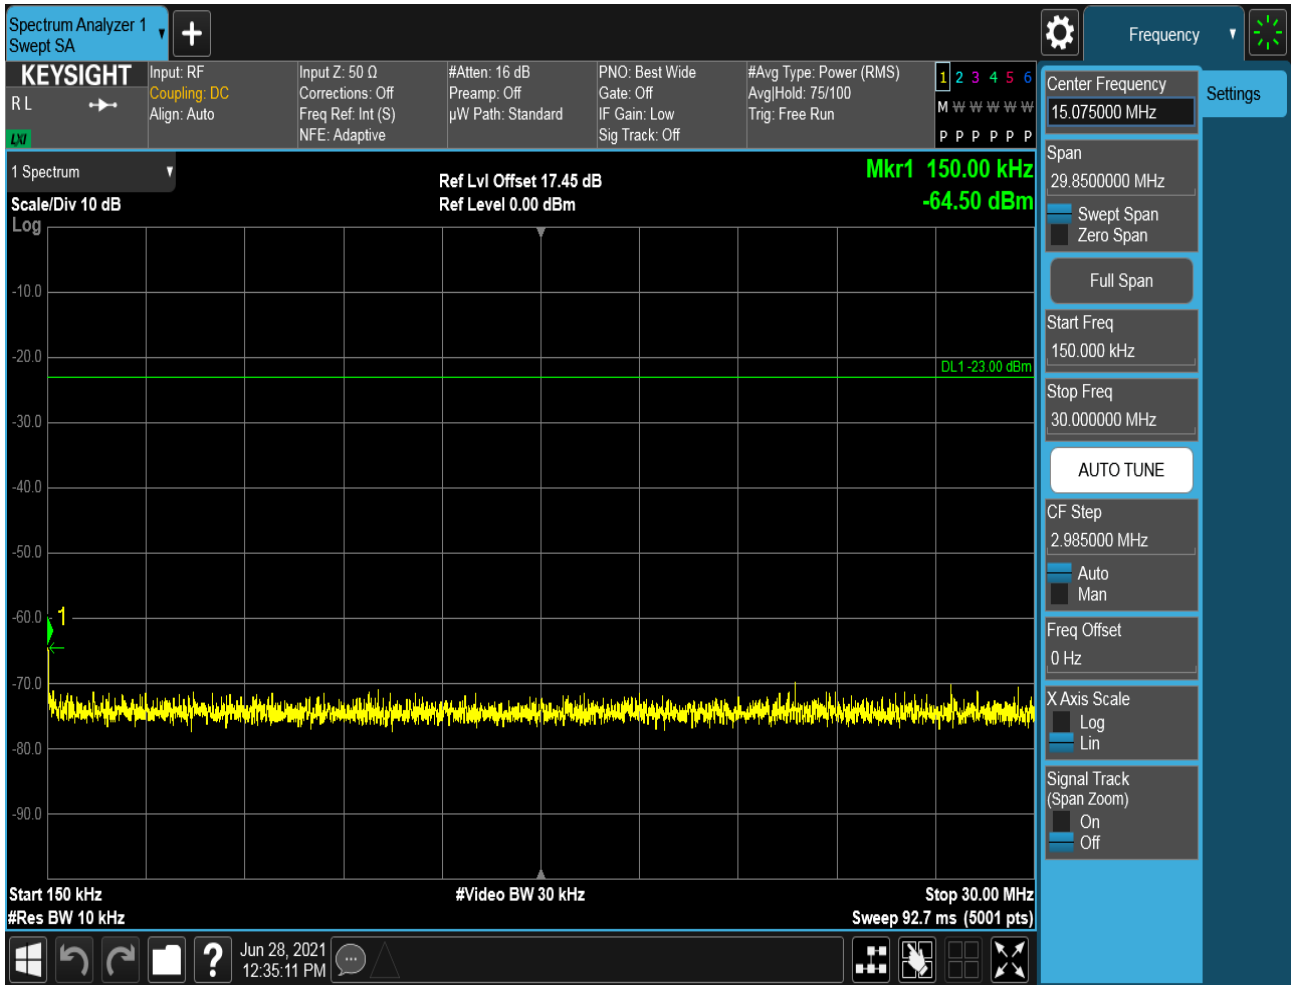 Spectrum Analyzer 1
Swept SA
Frequency
KEYSIGHT
R L
LXI
Input: RF
Coupling: DC
Align: Auto
Input Z: 50 Ω
Corrections: Off
Freq Ref: Int (S)
NFE: Adaptive
#Atten: 16 dB
Preamp: Off
µW Path: Standard
PNO: Best Wide
Gate: Off
IF Gain: Low
Sig Track: Off
#Avg Type: Power (RMS)
Avg|Hold: 75/100
Trig: Free Run
1 2 3 4 5 6
M W W W W W
P P P P P P
1 Spectrum
Scale/Div 10 dB
Log
Ref Lvl Offset 17.45 dB
Ref Level 0.00 dBm
Mkr1 150.00 kHz
-64.50 dBm
-10.0
-20.0
DL1 -23.00 dBm
-30.0
-40.0
-50.0
-60.0
1
-70.0
-80.0
-90.0
Start 150 kHz
#Video BW 30 kHz
Stop 30.00 MHz
#Res BW 10 kHz
Sweep 92.7 ms (5001 pts)
Jun 28, 2021
12:35:11 PM
Center Frequency
15.075000 MHz
Settings
Span
29.8500000 MHz
Swept Span
Zero Span
Full Span
Start Freq
150.000 kHz
Stop Freq
30.000000 MHz
AUTO TUNE
CF Step
2.985000 MHz
Auto
Man
Freq Offset
0 Hz
X Axis Scale
Log
Lin
Signal Track
(Span Zoom)
On
Off